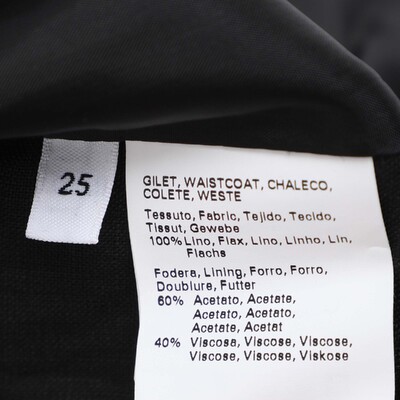 25
GILET, WAISTCOAT, CHALECO,
COLETE, WESTE
Tessuto, Fabric, Tejido, Tecido,
Tissut, Gewebe
100% Lino, Flax, Lino, Linho, Lin,
Flachs
Fodera, Lining, Forro, Forro,
Doublure, Futter
60% Acetato, Acetate,
Acetato, Acetato,
Acetate, Acetat
40% Viscosa, Viscose, Viscose,
Viscose, Viscose, Viskose